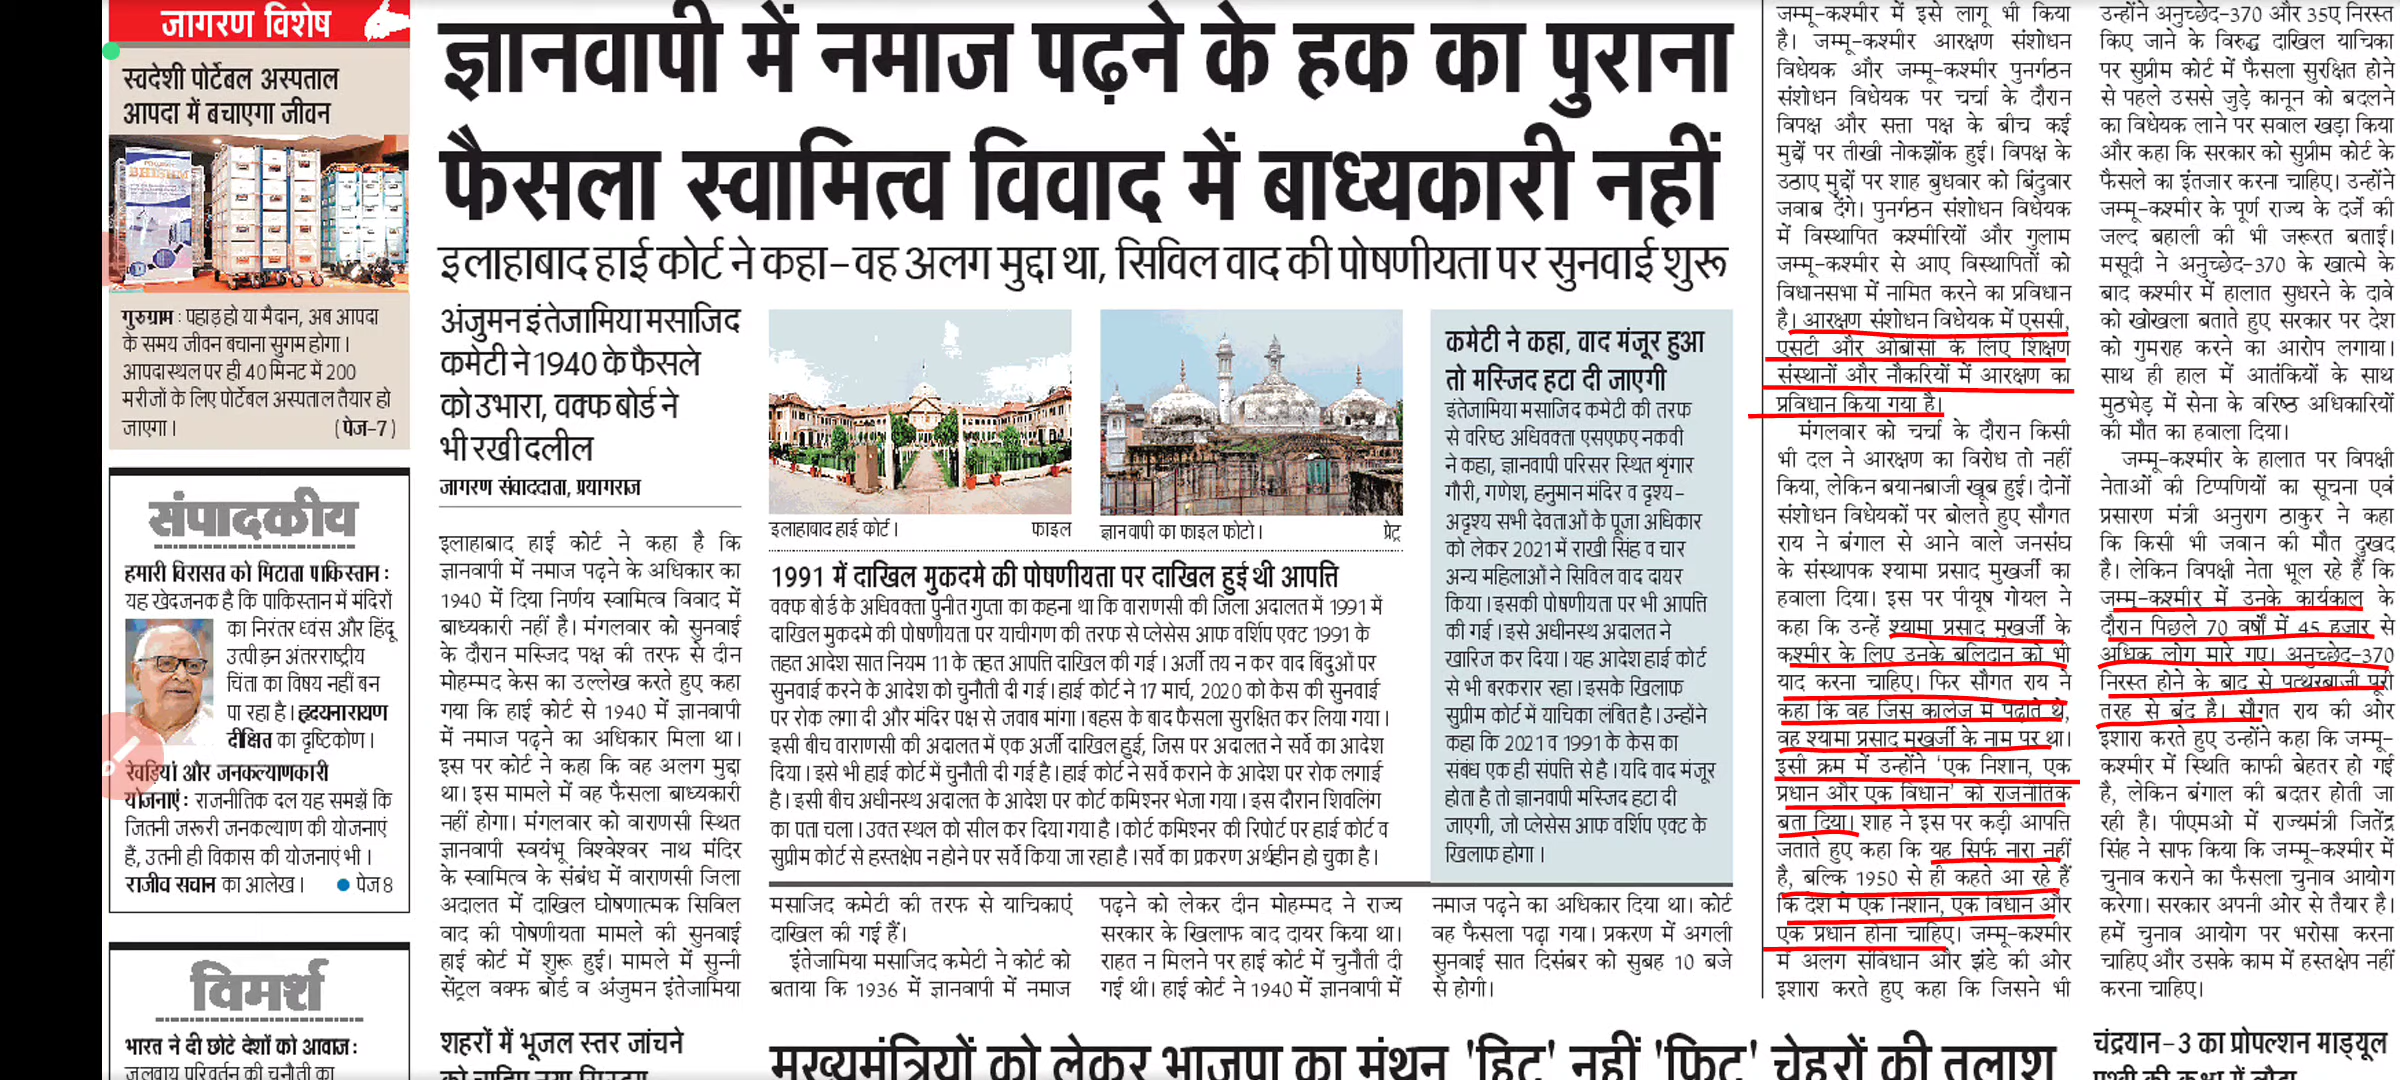 जागरण विशेष
स्वदेशी पोर्टेबल अस्पताल
आपदा में बचाएगा जीवन
गुरुग्राम : पहाड़ हो या मैदान, अब आपदा
के समय जीवन बचाना सुगम होगा।
आपदास्थल पर ही 40 मिनट में 200
मरीजों के लिए पोर्टेबल अस्पताल तैयार हो
जाएगा। (पेज-7)
संपादकीय
हमारी विरासत को मिटाता पाकिस्तान :
यह खेदजनक है कि पाकिस्तान में मंदिरों
का निरंतर ध्वंस और हिंदू
उत्पीड़न अंतरराष्ट्रीय
चिंता का विषय नहीं बन
पा रहा है। हृदयनारायण
दीक्षित का दृष्टिकोण।
रेवड़ियां और जनकल्याणकारी
योजनाएं : राजनीतिक दल यह समझें कि
जितनी जरूरी जनकल्याण की योजनाएं
हैं, उतनी ही विकास की योजनाएं भी।
राजीव सचान का आलेख। ● पेज 8
विमर्श
भारत ने दी छोटे देशों को आवाज :
जलवायु परिवर्तन की चुनौती का
ज्ञानवापी में नमाज पढ़ने के हक का पुराना
फैसला स्वामित्व विवाद में बाध्यकारी नहीं
इलाहाबाद हाई कोर्ट ने कहा-वह अलग मुद्दा था, सिविल वाद की पोषणीयता पर सुनवाई शुरू
अंजुमन इंतेजामिया मसाजिद
कमेटी ने 1940 के फैसले
को उभारा, वक्फ बोर्ड ने
भी रखी दलील
जागरण संवाददाता, प्रयागराज
इलाहाबाद हाई कोर्ट ने कहा है कि
ज्ञानवापी में नमाज पढ़ने के अधिकार का
1940 में दिया निर्णय स्वामित्व विवाद में
बाध्यकारी नहीं है। मंगलवार को सुनवाई
के दौरान मस्जिद पक्ष की तरफ से दीन
मोहम्मद केस का उल्लेख करते हुए कहा
गया कि हाई कोर्ट से 1940 में ज्ञानवापी
में नमाज पढ़ने का अधिकार मिला था।
इस पर कोर्ट ने कहा कि वह अलग मुद्दा
था। इस मामले में वह फैसला बाध्यकारी
नहीं होगा। मंगलवार को वाराणसी स्थित
ज्ञानवापी स्वयंभू विश्वेश्वर नाथ मंदिर
के स्वामित्व के संबंध में वाराणसी जिला
अदालत में दाखिल घोषणात्मक सिविल
वाद की पोषणीयता मामले की सुनवाई
हाई कोर्ट में शुरू हुई। मामले में सुन्नी
सेंट्रल वक्फ बोर्ड व अंजुमन इंतेजामिया
इलाहाबाद हाई कोर्ट। फाइल
ज्ञानवापी का फाइल फोटो। प्रेट्र
1991 में दाखिल मुकदमे की पोषणीयता पर दाखिल हुई थी आपत्ति
वक्फ बोर्ड के अधिवक्ता पुनीत गुप्ता का कहना था कि वाराणसी की जिला अदालत में 1991 में
दाखिल मुकदमे की पोषणीयता पर याचीगण की तरफ से प्लेसेस आफ वर्शिप एक्ट 1991 के
तहत आदेश सात नियम 11 के तहत आपत्ति दाखिल की गई। अर्जी तय न कर वाद बिंदुओं पर
सुनवाई करने के आदेश को चुनौती दी गई। हाई कोर्ट ने 17 मार्च, 2020 को केस की सुनवाई
पर रोक लगा दी और मंदिर पक्ष से जवाब मांगा। बहस के बाद फैसला सुरक्षित कर लिया गया।
इसी बीच वाराणसी की अदालत में एक अर्जी दाखिल हुई, जिस पर अदालत ने सर्वे का आदेश
दिया। इसे भी हाई कोर्ट में चुनौती दी गई है। हाई कोर्ट ने सर्वे कराने के आदेश पर रोक लगाई
है। इसी बीच अधीनस्थ अदालत के आदेश पर कोर्ट कमिश्नर भेजा गया। इस दौरान शिवलिंग
का पता चला। उक्त स्थल को सील कर दिया गया है। कोर्ट कमिश्नर की रिपोर्ट पर हाई कोर्ट व
सुप्रीम कोर्ट से हस्तक्षेप न होने पर सर्वे किया जा रहा है। सर्वे का प्रकरण अर्थहीन हो चुका है।
कमेटी ने कहा, वाद मंजूर हुआ
तो मस्जिद हटा दी जाएगी
इंतेजामिया मसाजिद कमेटी की तरफ
से वरिष्ठ अधिवक्ता एसएफए नकवी
ने कहा, ज्ञानवापी परिसर स्थित शृंगार
गौरी, गणेश, हनुमान मंदिर व दृश्य-
अदृश्य सभी देवताओं के पूजा अधिकार
को लेकर 2021 में राखी सिंह व चार
अन्य महिलाओं ने सिविल वाद दायर
किया। इसकी पोषणीयता पर भी आपत्ति
की गई। इसे अधीनस्थ अदालत ने
खारिज कर दिया। यह आदेश हाई कोर्ट
से भी बरकरार रहा। इसके खिलाफ
सुप्रीम कोर्ट में याचिका लंबित है। उन्होंने
कहा कि 2021 व 1991 के केस का
संबंध एक ही संपत्ति से है। यदि वाद मंजूर
होता है तो ज्ञानवापी मस्जिद हटा दी
जाएगी, जो प्लेसेस आफ वर्शिप एक्ट के
खिलाफ होगा।
मसाजिद कमेटी की तरफ से याचिकाएं
दाखिल की गई हैं।
इंतेजामिया मसाजिद कमेटी ने कोर्ट को
बताया कि 1936 में ज्ञानवापी में नमाज
पढ़ने को लेकर दीन मोहम्मद ने राज्य
सरकार के खिलाफ वाद दायर किया था।
राहत न मिलने पर हाई कोर्ट में चुनौती दी
गई थी। हाई कोर्ट ने 1940 में ज्ञानवापी में
नमाज पढ़ने का अधिकार दिया था। कोर्ट
वह फैसला पढ़ा गया। प्रकरण में अगली
सुनवाई सात दिसंबर को सुबह 10 बजे
से होगी।
जम्मू-कश्मीर में इसे लागू भी किया
है। जम्मू-कश्मीर आरक्षण संशोधन
विधेयक और जम्मू-कश्मीर पुनर्गठन
संशोधन विधेयक पर चर्चा के दौरान
विपक्ष और सत्ता पक्ष के बीच कई
मुद्दों पर तीखी नोकझोंक हुई। विपक्ष के
उठाए मुद्दों पर शाह बुधवार को बिंदुवार
जवाब देंगे। पुनर्गठन संशोधन विधेयक
में विस्थापित कश्मीरियों और गुलाम
जम्मू-कश्मीर से आए विस्थापितों को
विधानसभा में नामित करने का प्रविधान
है। आरक्षण संशोधन विधेयक में एससी,
एसटी और ओबीसी के लिए शिक्षण
संस्थानों और नौकरियों में आरक्षण का
प्रविधान किया गया है।
मंगलवार को चर्चा के दौरान किसी
भी दल ने आरक्षण का विरोध तो नहीं
किया, लेकिन बयानबाजी खूब हुई। दोनों
संशोधन विधेयकों पर बोलते हुए सौगत
राय ने बंगाल से आने वाले जनसंघ
के संस्थापक श्यामा प्रसाद मुखर्जी का
हवाला दिया। इस पर पीयूष गोयल ने
कहा कि उन्हें श्यामा प्रसाद मुखर्जी के
कश्मीर के लिए उनके बलिदान को भी
याद करना चाहिए। फिर सौगत राय ने
कहा कि वह जिस कालेज में पढ़ाते थे,
वह श्यामा प्रसाद मुखर्जी के नाम पर था।
इसी क्रम में उन्होंने 'एक निशान, एक
प्रधान और एक विधान' को राजनीतिक
बता दिया। शाह ने इस पर कड़ी आपत्ति
जताते हुए कहा कि यह सिर्फ नारा नहीं
है, बल्कि 1950 से ही कहते आ रहे हैं
कि देश में एक निशान, एक विधान और
एक प्रधान होना चाहिए। जम्मू-कश्मीर
में अलग संविधान और झंडे की ओर
इशारा करते हुए कहा कि जिसने भी
उन्होंने अनुच्छेद-370 और 35ए निरस्त
किए जाने के विरुद्ध दाखिल याचिका
पर सुप्रीम कोर्ट में फैसला सुरक्षित होने
से पहले उससे जुड़े कानून को बदलने
का विधेयक लाने पर सवाल खड़ा किया
और कहा कि सरकार को सुप्रीम कोर्ट के
फैसले का इंतजार करना चाहिए। उन्होंने
जम्मू-कश्मीर के पूर्ण राज्य के दर्जे की
जल्द बहाली की भी जरूरत बताई।
मसूदी ने अनुच्छेद-370 के खात्मे के
बाद कश्मीर में हालात सुधरने के दावे
को खोखला बताते हुए सरकार पर देश
को गुमराह करने का आरोप लगाया।
साथ ही हाल में आतंकियों के साथ
मुठभेड़ में सेना के वरिष्ठ अधिकारियों
की मौत का हवाला दिया।
जम्मू-कश्मीर के हालात पर विपक्षी
नेताओं की टिप्पणियों का सूचना एवं
प्रसारण मंत्री अनुराग ठाकुर ने कहा
कि किसी भी जवान की मौत दुखद
है। लेकिन विपक्षी नेता भूल रहे हैं कि
जम्मू-कश्मीर में उनके कार्यकाल के
दौरान पिछले 70 वर्षों में 45 हजार से
अधिक लोग मारे गए। अनुच्छेद-370
निरस्त होने के बाद से पत्थरबाजी पूरी
तरह से बंद है। सौगत राय की ओर
इशारा करते हुए उन्होंने कहा कि जम्मू-
कश्मीर में स्थिति काफी बेहतर हो गई
है, लेकिन बंगाल की बदतर होती जा
रही है। पीएमओ में राज्यमंत्री जितेंद्र
सिंह ने साफ किया कि जम्मू-कश्मीर में
चुनाव कराने का फैसला चुनाव आयोग
करेगा। सरकार अपनी ओर से तैयार है।
हमें चुनाव आयोग पर भरोसा करना
चाहिए और उसके काम में हस्तक्षेप नहीं
करना चाहिए।
शहरों में भूजल स्तर जांचने
मुख्यमंत्रियों को लेकर भाजपा का मंथन 'हिट' नहीं 'फिट' चेहरों की तलाश
चंद्रयान-3 का प्रोपल्शन माड्यूल